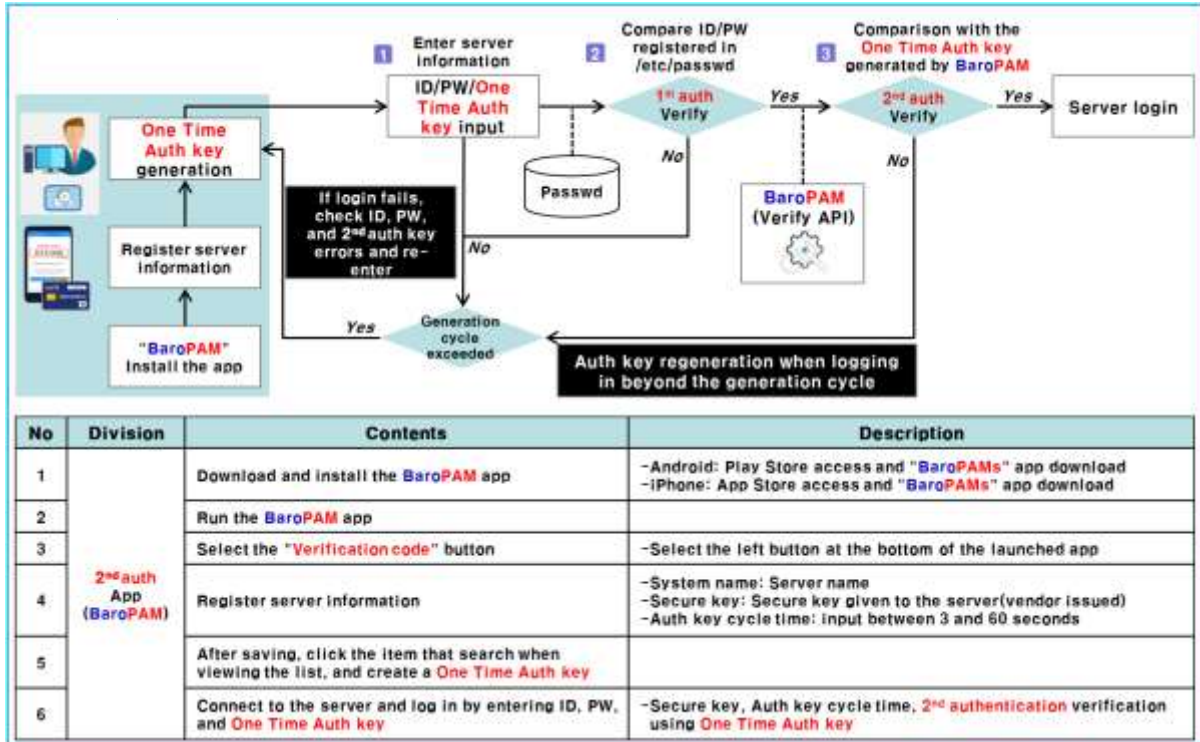 1
Enter server
information
ID/PW/One
Time Auth
key input
2
Compare ID/PW
registered in
/etc/passwd
1st auth
Verify
Yes
No
3
Comparison with the
One Time Auth key
generated by BaroPAM
2nd auth
Verify
Yes
No
Server login
One Time
Auth key
generation
Register server
information
"BaroPAM"
Install the app
If login fails,
check ID, PW,
and 2nd auth key
errors and re-
enter
Passwd
BaroPAM
(Verify API)
No
Yes
Generation
cycle
exceeded
Auth key regeneration when logging
in beyond the generation cycle
No Division Contents Description
1 Download and install the BaroPAM app
-Android: Play Store access and "BaroPAMs" app download
-iPhone: App Store access and "BaroPAMs" app download
2 Run the BaroPAM app
3 Select the "Verification code" button -Select the left button at the bottom of the launched app
2nd auth
App
(BaroPAM)
4 Register server information
-System name: Server name
-Secure key: Secure key given to the server(vendor issued)
-Auth key cycle time: input between 3 and 60 seconds
5
After saving, click the item that search when
viewing the list, and create a One Time Auth key
6
Connect to the server and log in by entering ID, PW,
and One Time Auth key
-Secure key, Auth key cycle time, 2nd authentication verification
using One Time Auth key